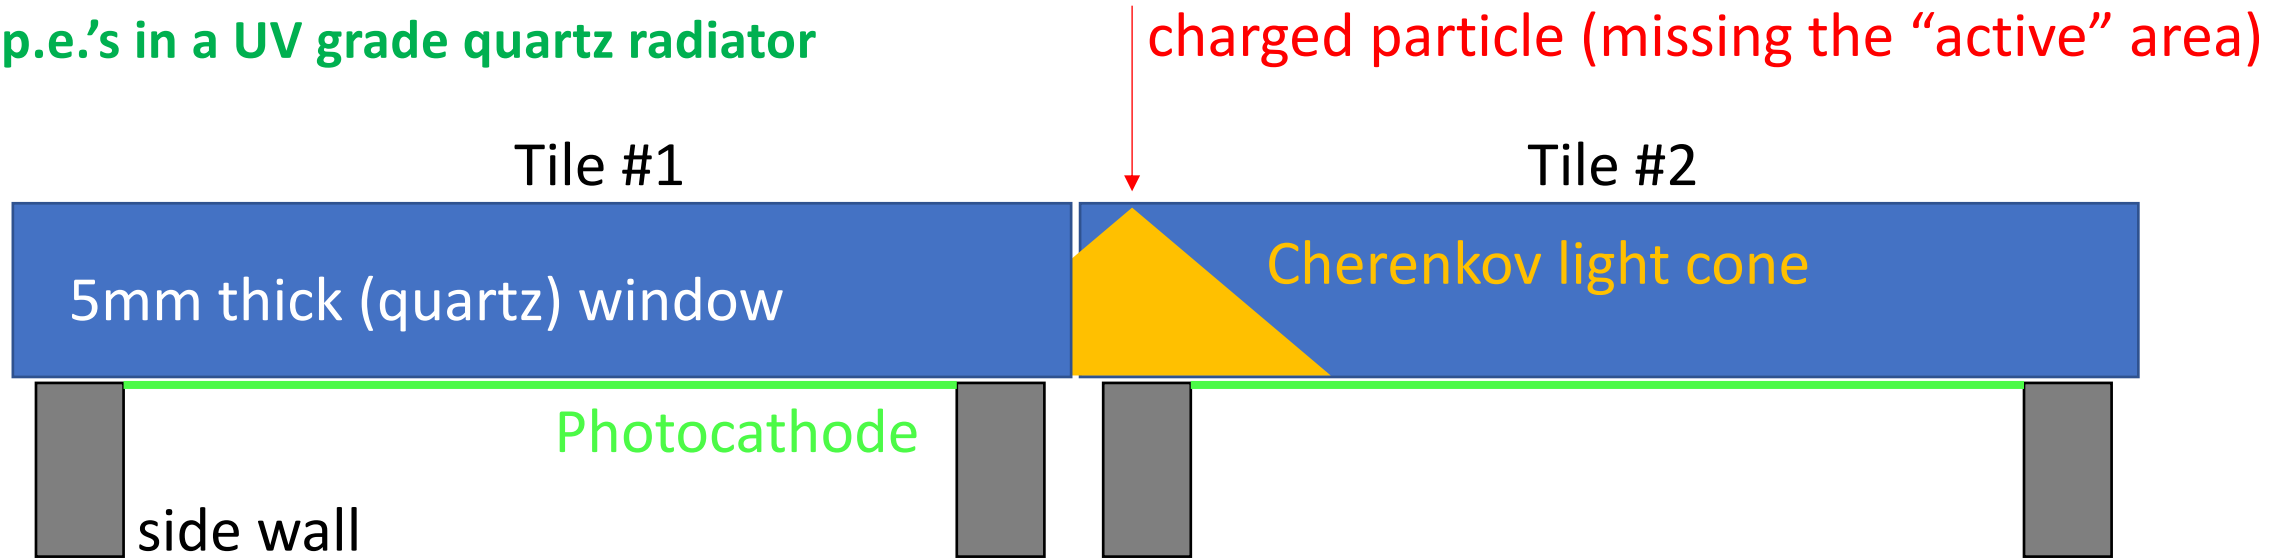 p.e.’s in a UV grade quartz radiator
charged particle (missing the “active” area)
Tile #1
Tile #2
5mm thick (quartz) window
Cherenkov light cone
Photocathode
side wall